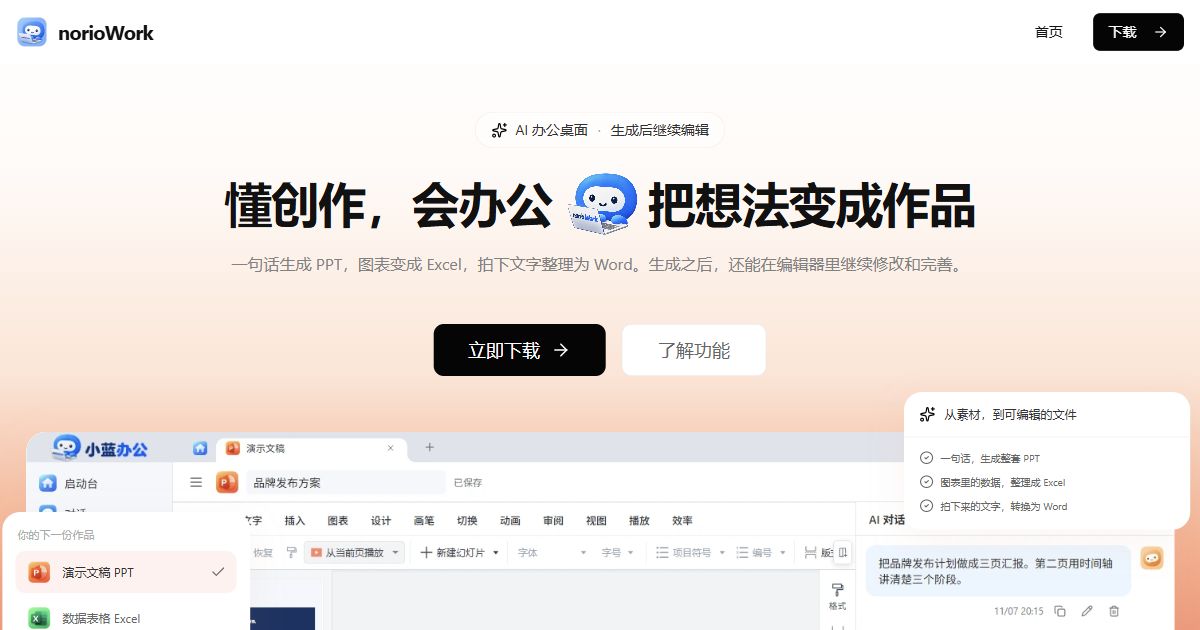 norioWork
首页
下载
AI 办公桌面 · 生成后继续编辑
懂创作，会办公
norioWork
把想法变成作品
一句话生成 PPT，图表变成 Excel，拍下文字整理为 Word。生成之后，还能在编辑器里继续修改和完善。
立即下载
了解功能
从素材，到可编辑的文件
一句话，生成整套 PPT
图表里的数据，整理成 Excel
拍下来的文字，转换为 Word
小蓝办公
演示文稿
启动台
品牌发布方案
已保存
插入 图表 设计 画笔 切换 动画 审阅 视图 播放 效率
恢复 从当前页播放 新建幻灯片 字体 字号 项目符号 编号
格式
AI 对话
把品牌发布计划做成三页汇报。第二页用时间轴
讲清楚三个阶段。
11/07 20:15
你的下一份作品
演示文稿 PPT
数据表格 Excel